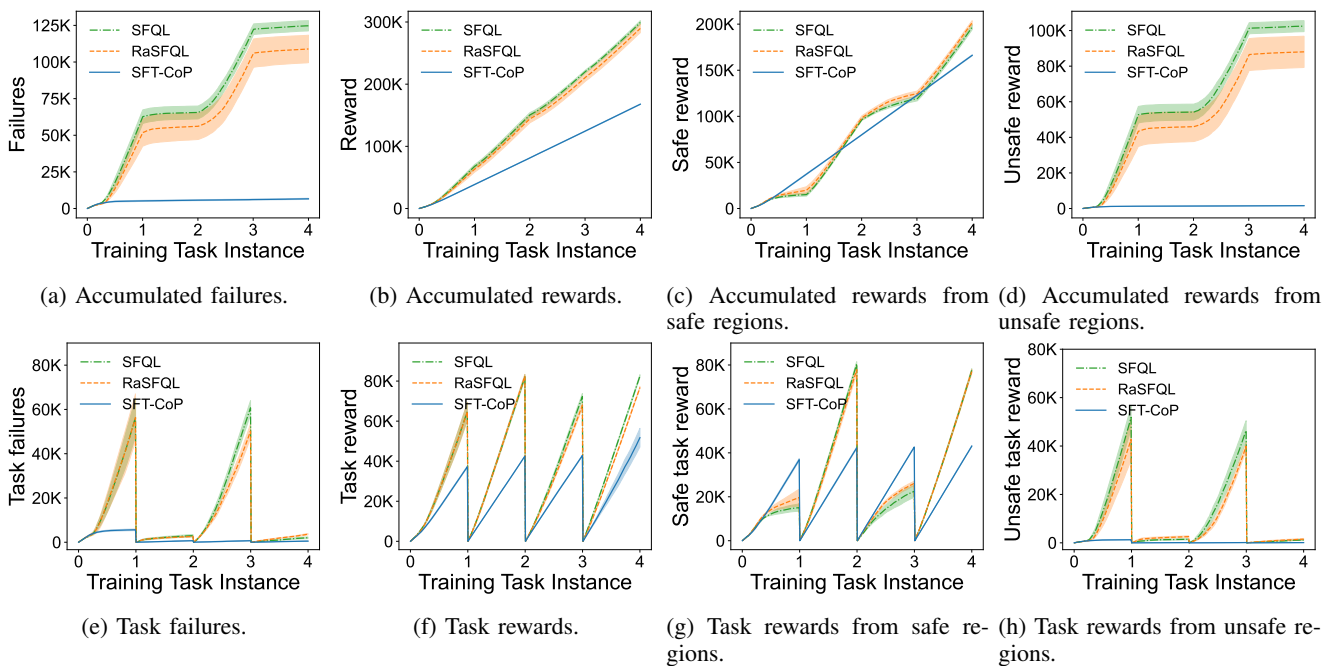 125K
100K
75K
50K
25K
0
Failures
SFQL
RaSFQL
SFT-CoP
0 1 2 3 4
Training Task Instance
(a) Accumulated failures.
300K
200K
100K
0
Reward
SFQL
RaSFQL
SFT-CoP
0 1 2 3 4
Training Task Instance
(b) Accumulated rewards.
200K
150K
100K
50K
0
Safe reward
SFQL
RaSFQL
SFT-CoP
0 1 2 3 4
Training Task Instance
(c) Accumulated rewards from
safe regions.
100K
80K
60K
40K
20K
0
Unsafe reward
SFQL
RaSFQL
SFT-CoP
0 1 2 3 4
Training Task Instance
(d) Accumulated rewards from
unsafe regions.
80K
60K
40K
20K
0
Task failures
SFQL
RaSFQL
SFT-CoP
0 1 2 3 4
Training Task Instance
(e) Task failures.
80K
60K
40K
20K
0
Task reward
SFQL
RaSFQL
SFT-CoP
0 1 2 3 4
Training Task Instance
(f) Task rewards.
80K
60K
40K
20K
0
Safe task reward
SFQL
RaSFQL
SFT-CoP
0 1 2 3 4
Training Task Instance
(g) Task rewards from safe re-
gions.
80K
60K
40K
20K
0
Unsafe task reward
SFQL
RaSFQL
SFT-CoP
0 1 2 3 4
Training Task Instance
(h) Task rewards from unsafe re-
gions.